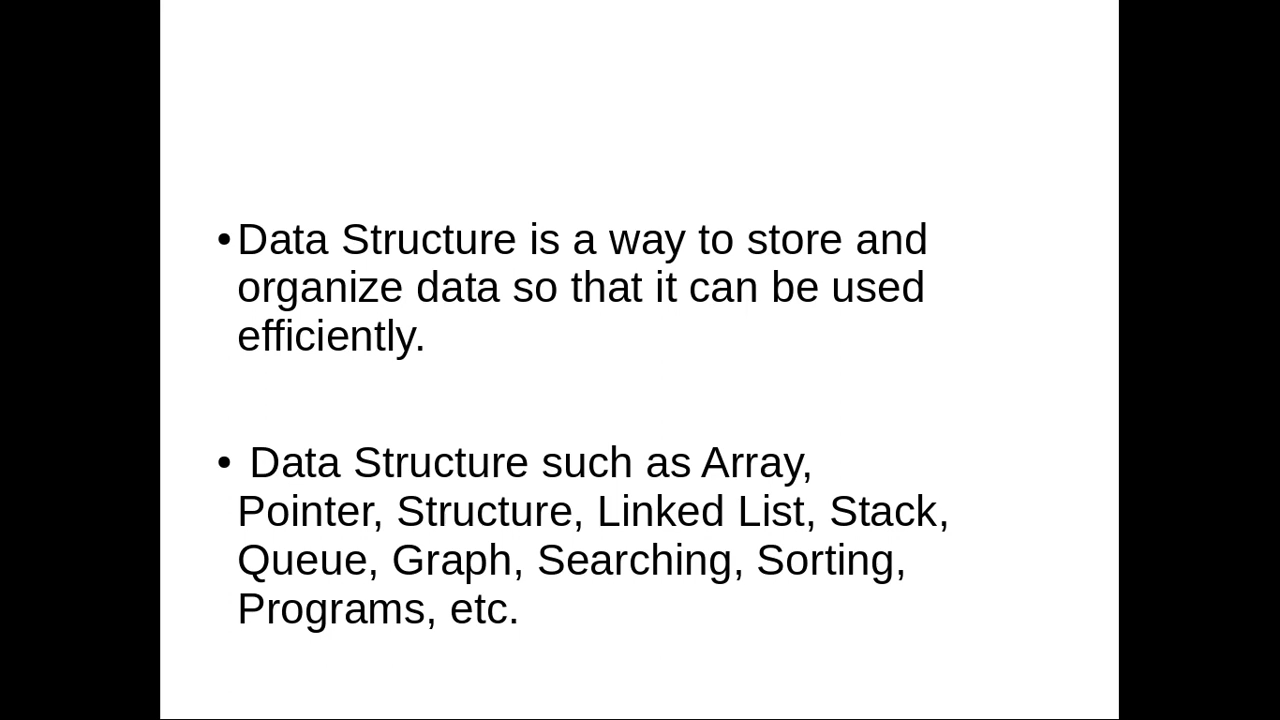 •Data Structure is a way to store and
organize data so that it can be used
efficiently.
• Data Structure such as Array,
Pointer, Structure, Linked List, Stack,
Queue, Graph, Searching, Sorting,
Programs, etc.